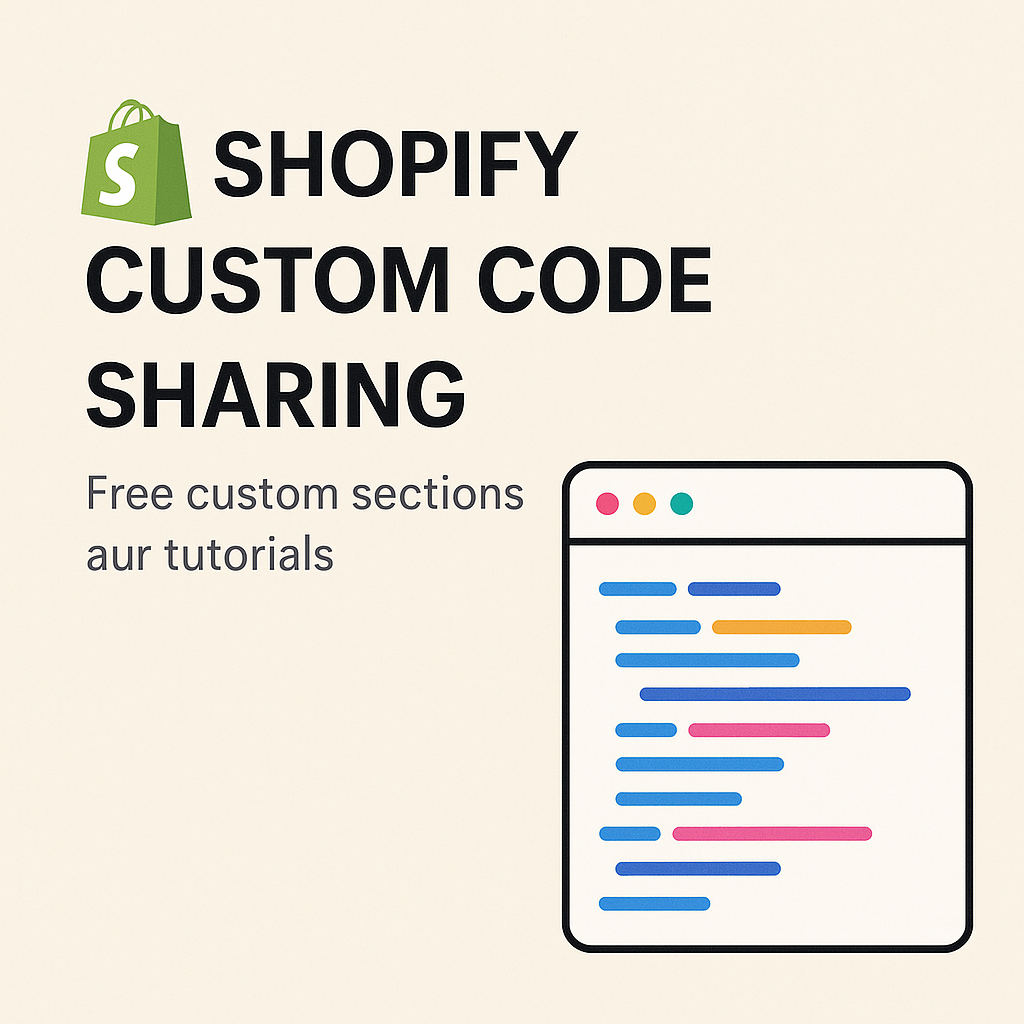 SHOPIFY
CUSTOM CODE
SHARING
Free custom sections
aur tutorials